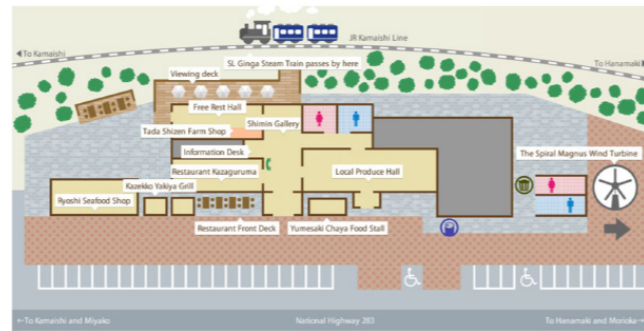 JR Kamaishi Line
To Kamaishi
SL Ginga Steam Train passes by here
To Hanamaki
Viewing deck
Free Rest Hall
Shimin Gallery
Tada Shizen Farm Shop
Information Desk
The Spiral Magnus Wind Turbine
Restaurant Kazaguruma
Local Produce Hall
Kazekko Yakiya Grill
Ryoshi Seafood Shop
Restaurant Front Deck
Yumesaki Chaya Food Stall
←To Kamaishi and Miyako
National Highway 283
To Hanamaki and Morioka→